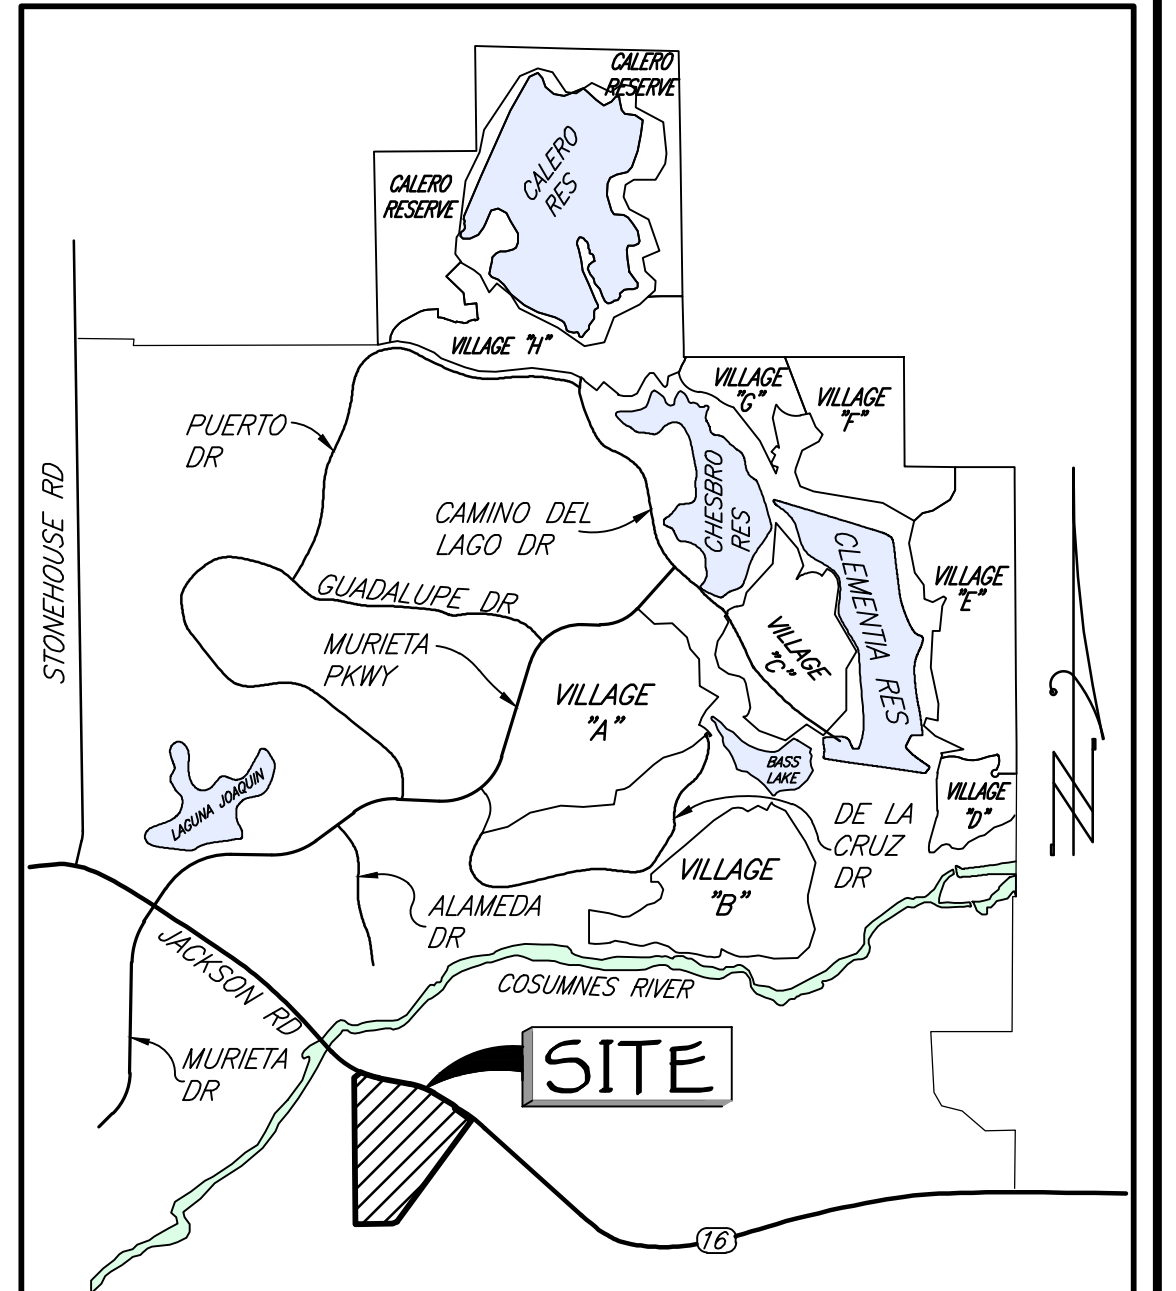 CALERO
RESERVE
CALERO
RES
CALERO
RESERVE
VILLAGE "H"
VILLAGE
"G"
VILLAGE
"F"
PUERTO
DR
STONEHOUSE RD
CAMINO DEL
LAGO DR
CHESBRO
RES
CLEMENTIA RES
VILLAGE
"E"
GUADALUPE DR
MURIETA
PKWY
VILLAGE
"C"
VILLAGE
"A"
N
BASS
LAKE
LAGUNA JOAQUIN
VILLAGE
"D"
DE LA
CRUZ
DR
VILLAGE
"B"
ALAMEDA
DR
JACKSON RD
COSUMNES RIVER
MURIETA
DR
SITE
16